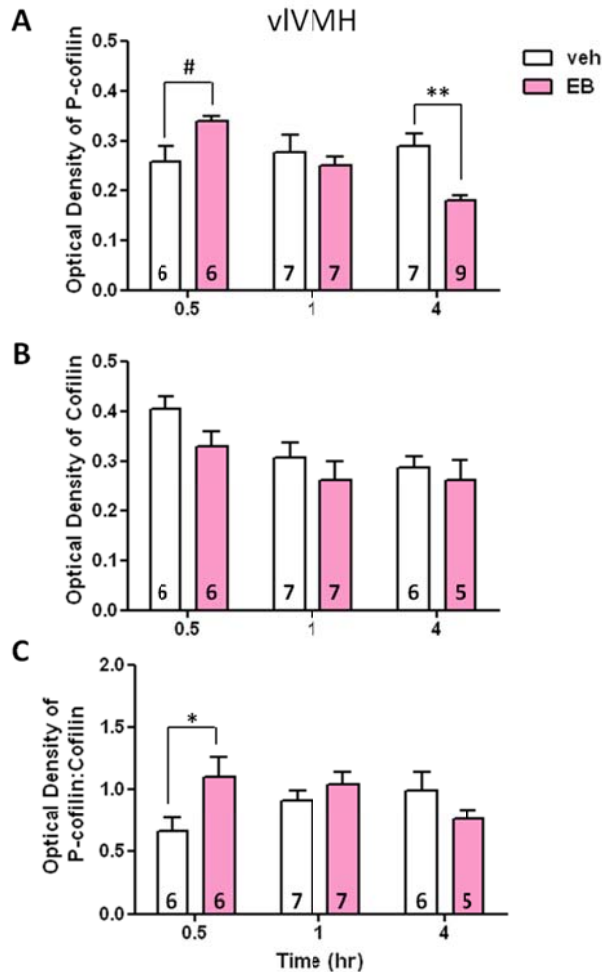 A
vlVMH
veh
EB
Optical Density of P-cofilin
0.5
0.4
0.3
0.2
0.1
0.0
#
**
6 6 7 7 7 9
0.5 1 4
B
Optical Density of Cofilin
0.5
0.4
0.3
0.2
0.1
0.0
6 6 7 7 6 5
0.5 1 4
C
Optical Density of
P-cofilin:Cofilin
2.0
1.5
1.0
0.5
0.0
*
6 6 7 7 6 5
0.5 1 4
Time (hr)